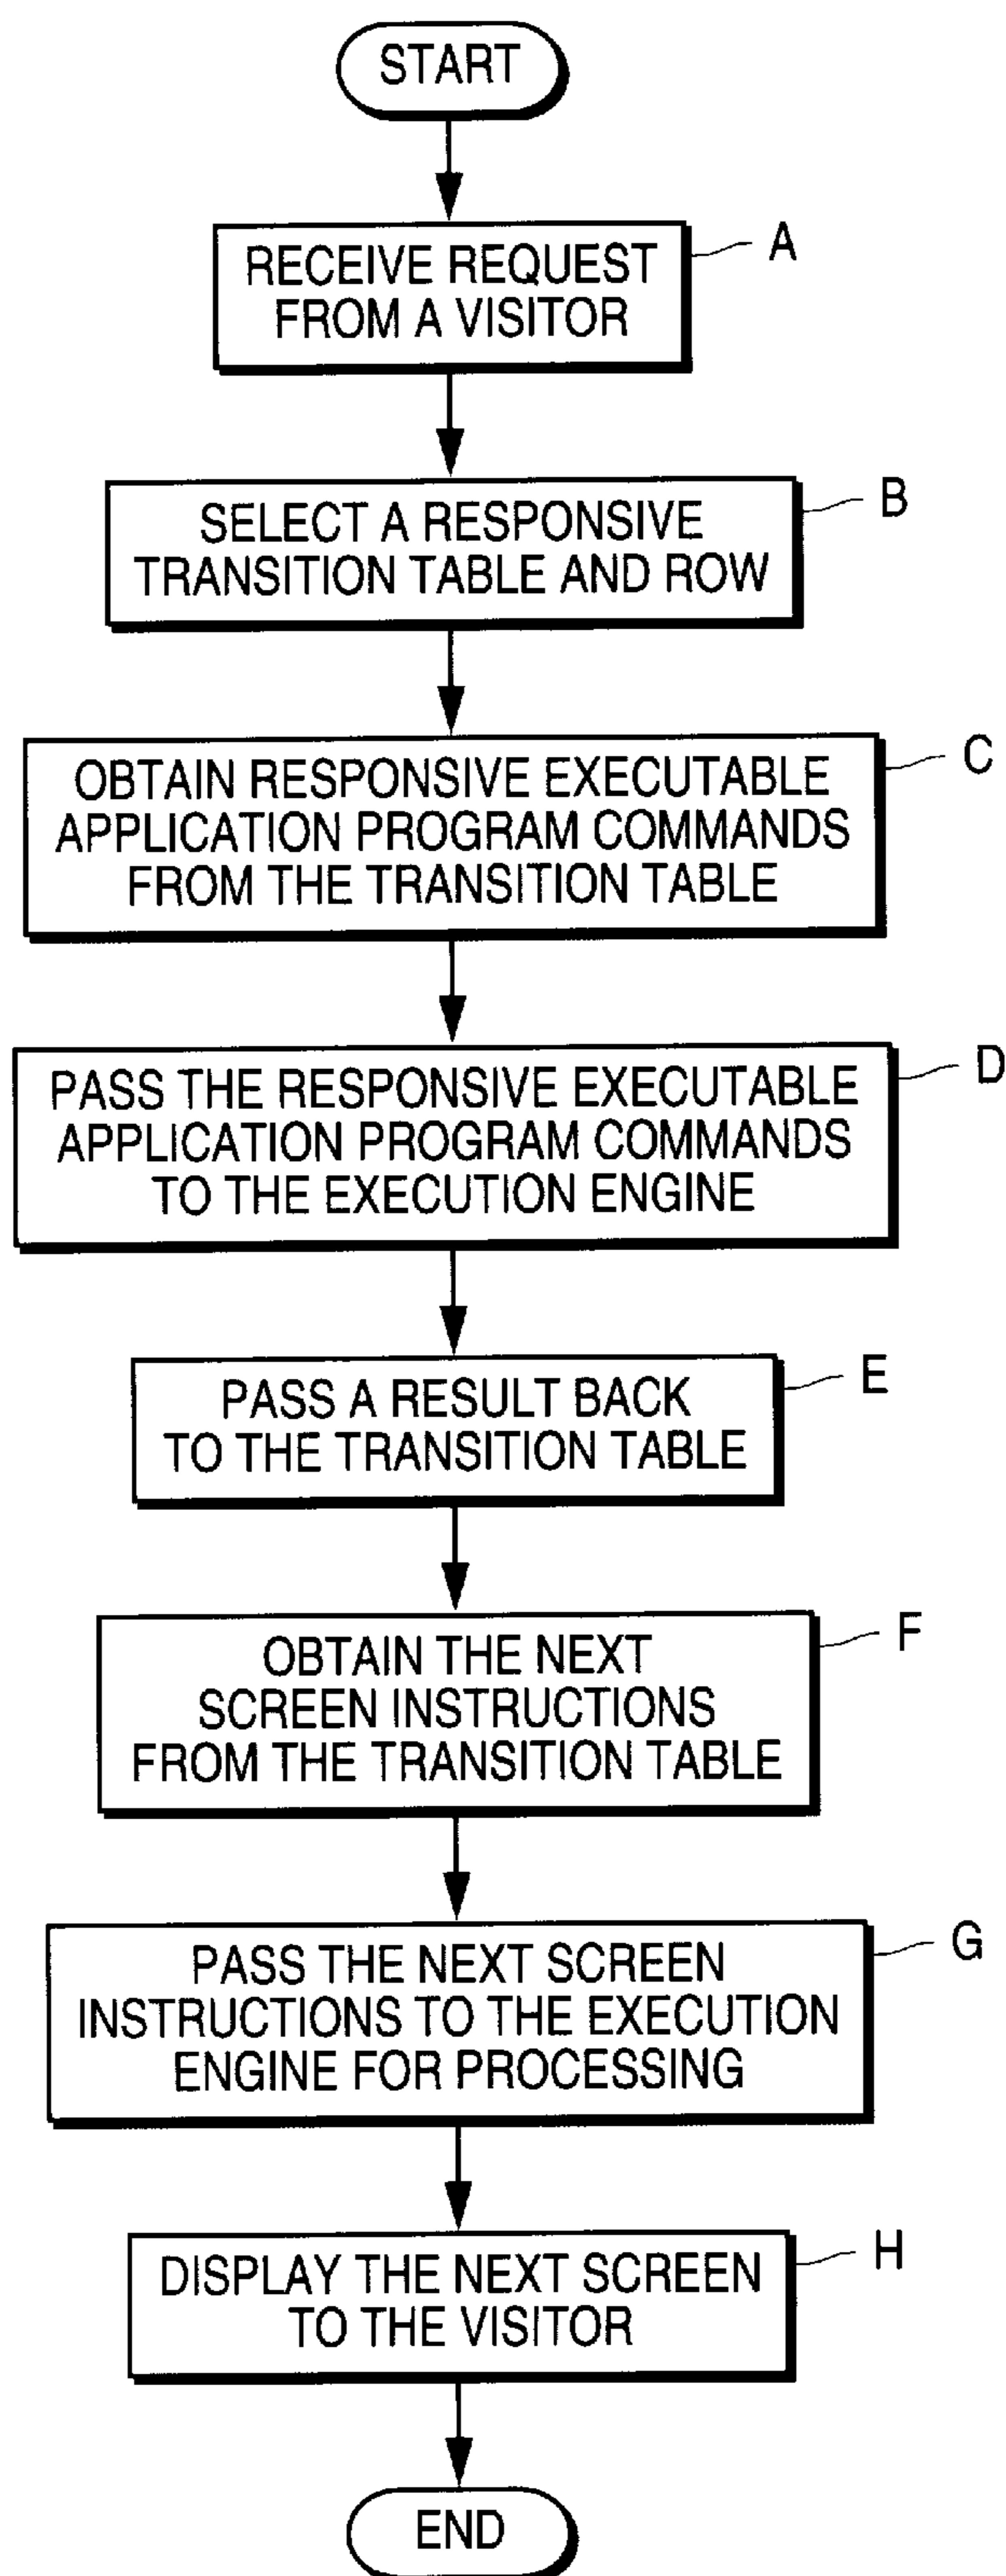 START
RECEIVE REQUEST
FROM A VISITOR
A
SELECT A RESPONSIVE
TRANSITION TABLE AND ROW
B
OBTAIN RESPONSIVE EXECUTABLE
APPLICATION PROGRAM COMMANDS
FROM THE TRANSITION TABLE
C
PASS THE RESPONSIVE EXECUTABLE
APPLICATION PROGRAM COMMANDS
TO THE EXECUTION ENGINE
D
PASS A RESULT BACK
TO THE TRANSITION TABLE
E
OBTAIN THE NEXT
SCREEN INSTRUCTIONS
FROM THE TRANSITION TABLE
F
PASS THE NEXT SCREEN
INSTRUCTIONS TO THE EXECUTION
ENGINE FOR PROCESSING
G
DISPLAY THE NEXT SCREEN
TO THE VISITOR
H
END